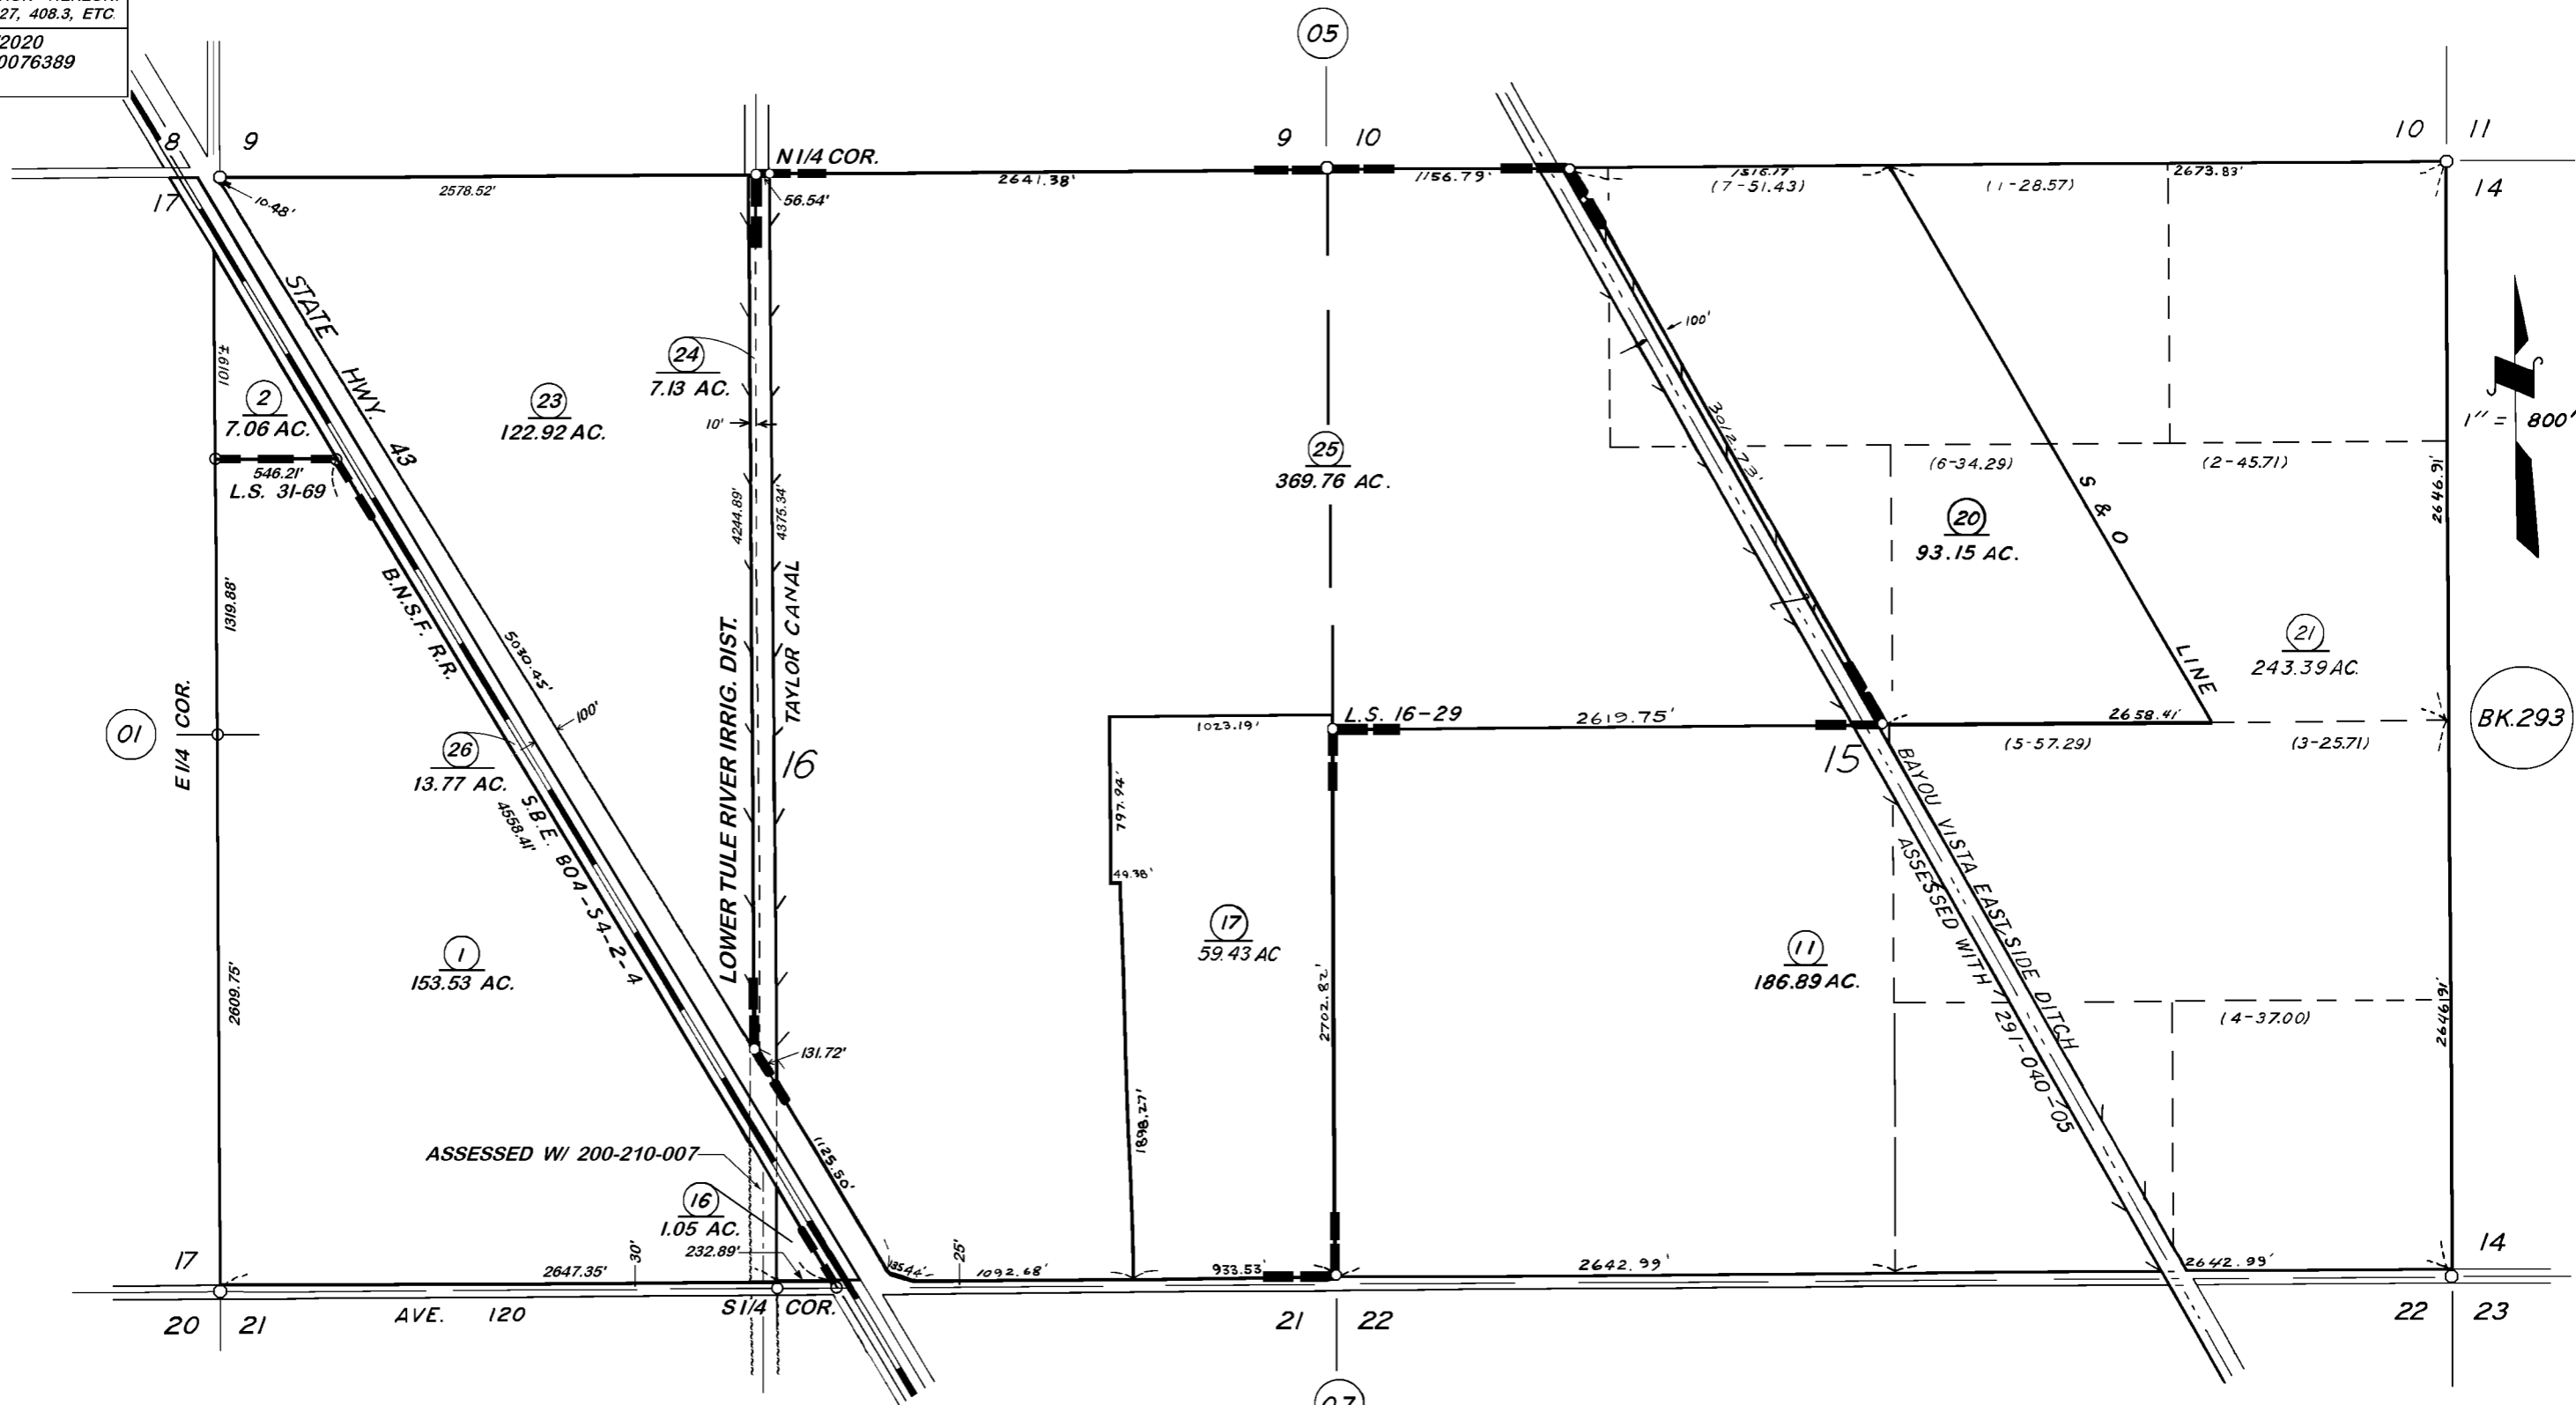 27, 408.3, ETC.
2020
0076389
05
8
9
17
10.48'
2578.52'
N 1/4 COR.
56.54'
2641.38'
9
10
1156.79'
1516.17'
(7-51.43)
(1-28.57)
2673.83'
10
11
14
STATE HWY. 43
1019'±
2
7.06 AC.
546.21'
L.S. 31-69
23
122.92 AC.
24
7.13 AC.
10'
4244.89'
4375.34'
25
369.76 AC.
100'
3012.73'
(6-34.29)
(2-45.71)
20
93.15 AC.
S & O LINE
2646.91'
1" = 800'
1319.88'
B.N.S.F. R.R.
5030.45'
100'
LOWER TULE RIVER IRRIG. DIST.
TAYLOR CANAL
01
E 1/4 COR.
26
13.77 AC.
S.B.E. 804-54-2-4
4558.41'
16
1023.19'
L.S. 16-29
2619.75'
2658.41'
15
(5-57.29)
(3-25.71)
21
243.39 AC.
BK.293
797.94'
49.38'
1
153.53 AC.
2609.75'
131.72'
17
59.43 AC
2702.82'
1898.27'
11
186.89 AC.
BAYOU VISTA EAST SIDE DITCH
ASSESSED WITH 291-040-05
(4-37.00)
2646.91'
1125.50'
ASSESSED W/ 200-210-007
16
1.05 AC.
232.89'
17
2647.35'
30'
135.44'
25'
1092.68'
933.53'
2642.99'
2642.99'
14
20
21
AVE. 120
S 1/4 COR.
21
22
22
23
07